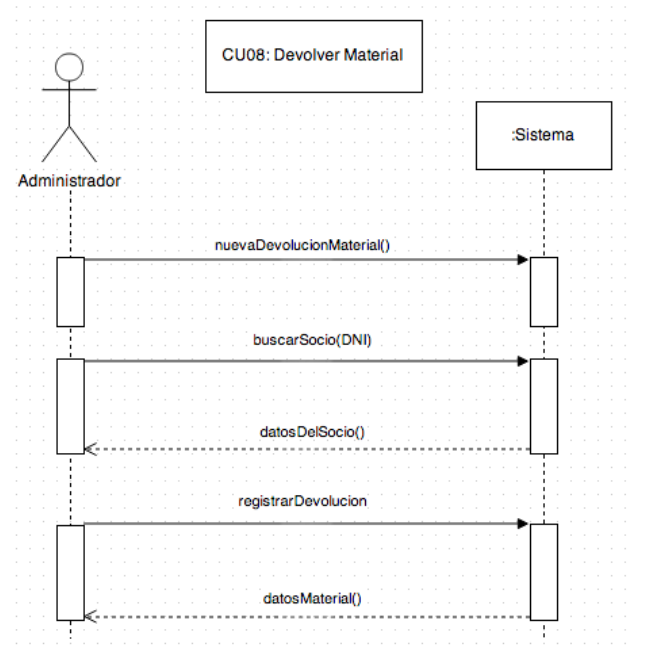 CU08: Devolver Material
:Sistema
Administrador
nuevaDevolucionMaterial()
buscarSocio(DNI)
datosDelSocio()
registrarDevolucion
datosMaterial()